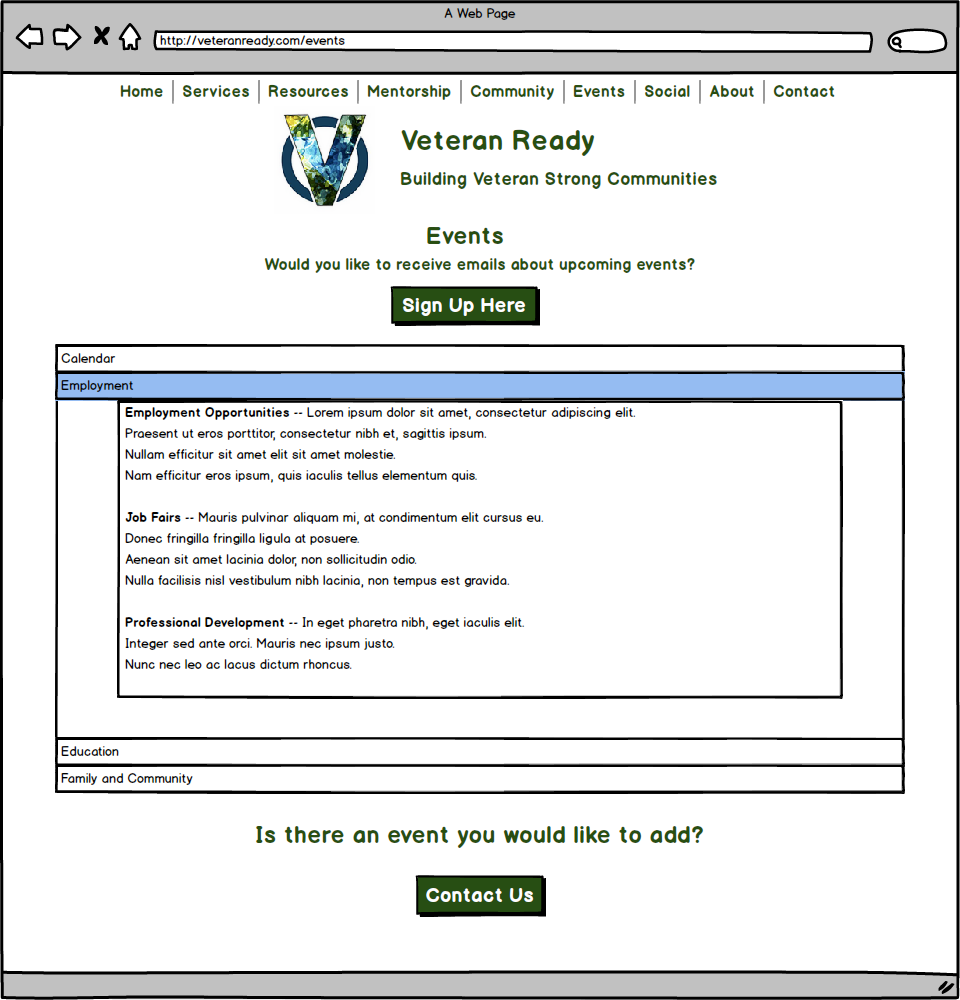 A Web Page
http://veteranready.com/events
Home Services Resources Mentorship Community Events Social About Contact
Veteran Ready
Building Veteran Strong Communities
Events
Would you like to receive emails about upcoming events?
Sign Up Here
Calendar
Employment
Employment Opportunities -- Lorem ipsum dolor sit amet, consectetur adipiscing elit.
Praesent ut eros porttitor, consectetur nibh et, sagittis ipsum.
Nullam efficitur sit amet elit sit amet molestie.
Nam efficitur eros ipsum, quis iaculis tellus elementum quis.
Job Fairs -- Mauris pulvinar aliquam mi, at condimentum elit cursus eu.
Donec fringilla fringilla ligula at posuere.
Aenean sit amet lacinia dolor, non sollicitudin odio.
Nulla facilisis nisl vestibulum nibh lacinia, non tempus est gravida.
Professional Development -- In eget pharetra nibh, eget iaculis elit.
Integer sed ante orci. Mauris nec ipsum justo.
Nunc nec leo ac lacus dictum rhoncus.
Education
Family and Community
Is there an event you would like to add?
Contact Us